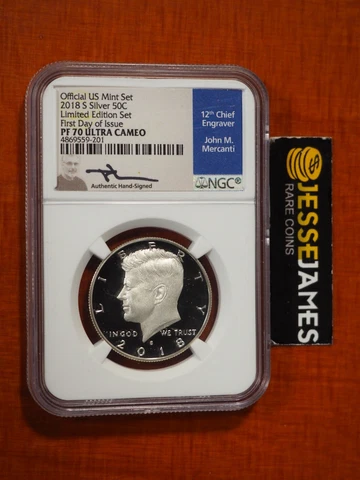 Official US Mint Set
2018 S Silver 50C
Limited Edition Set
First Day of Issue
PF 70 ULTRA CAMEO
4869559-201
Authentic Hand-Signed
12th Chief
Engraver
John M.
Mercanti
NGC®
LIBERTY
IN GOD WE TRUST
S
2018
JESSE JAMES
RARE COINS